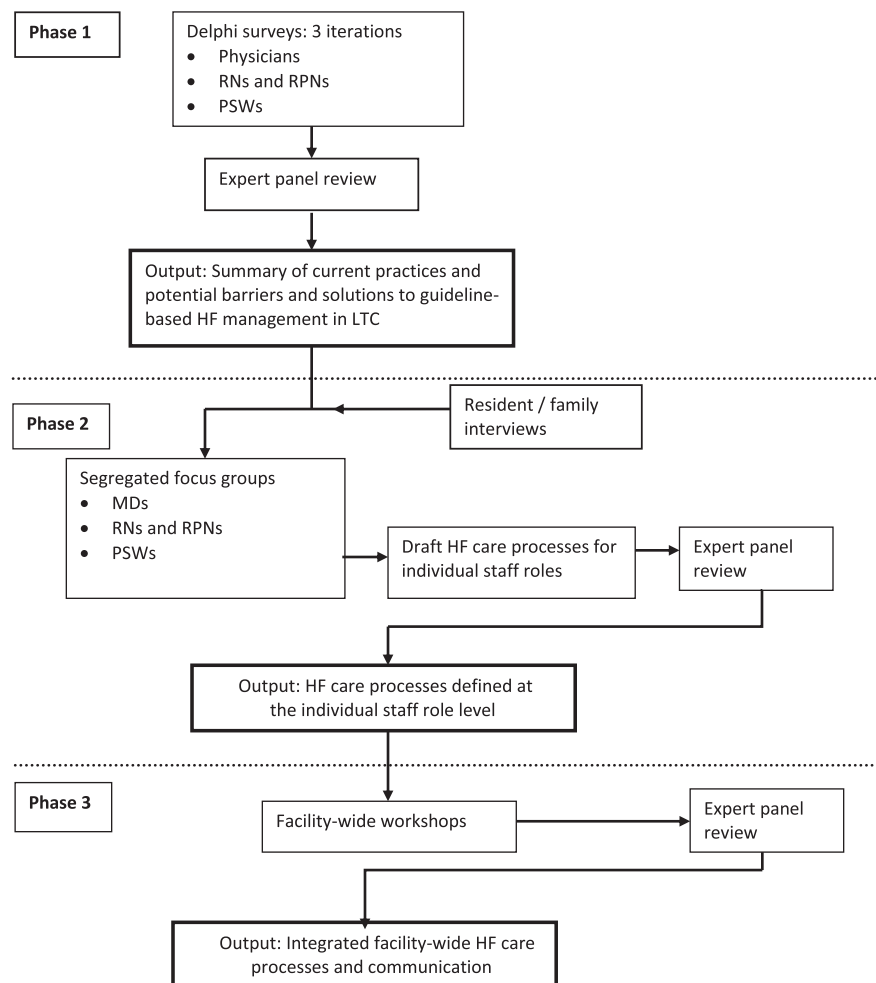 Phase 1
Delphi surveys: 3 iterations
• Physicians
• RNs and RPNs
• PSWs
Expert panel review
Output: Summary of current practices and
potential barriers and solutions to guideline-
based HF management in LTC
Phase 2
Resident / family
interviews
Segregated focus groups
• MDs
• RNs and RPNs
• PSWs
Draft HF care processes for
individual staff roles
Expert panel
review
Output: HF care processes defined at
the individual staff role level
Phase 3
Facility-wide workshops
Expert panel
review
Output: Integrated facility-wide HF care
processes and communication